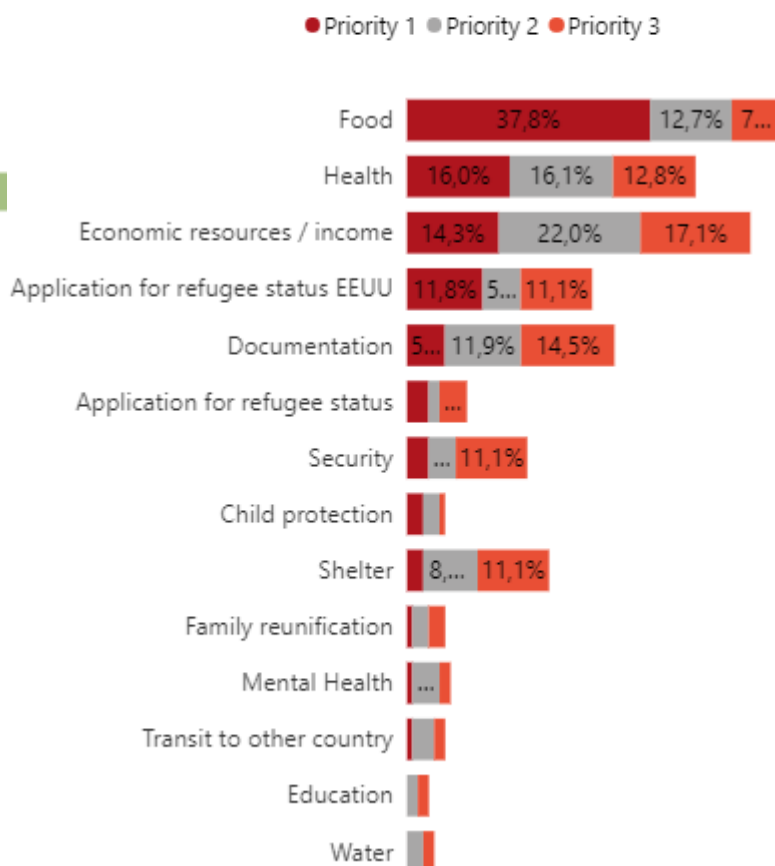 Priority 1 Priority 2 Priority 3
Food 37,8% 12,7% 7...
Health 16,0% 16,1% 12,8%
Economic resources / income 14,3% 22,0% 17,1%
Application for refugee status EEUU 11,8% 5... 11,1%
Documentation 5... 11,9% 14,5%
Application for refugee status ...
Security ... 11,1%
Child protection
Shelter 8,... 11,1%
Family reunification
Mental Health ...
Transit to other country
Education
Water